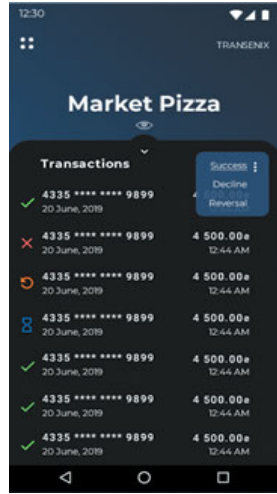 12:30
TRANSENIX
Market Pizza
Transactions
Success
Decline
Reversal
4335 **** **** 9899
20 June, 2019
4335 **** **** 9899 4 500.00₴
20 June, 2019 12:44 AM
4335 **** **** 9899 4 500.00₴
20 June, 2019 12:44 AM
4335 **** **** 9899 4 500.00₴
20 June, 2019 12:44 AM
4335 **** **** 9899 4 500.00₴
20 June, 2019 12:44 AM
4335 **** **** 9899 4 500.00₴
20 June, 2019 12:44 AM
4335 **** **** 9899 4 500.00₴
20 June, 2019 12:44 AM